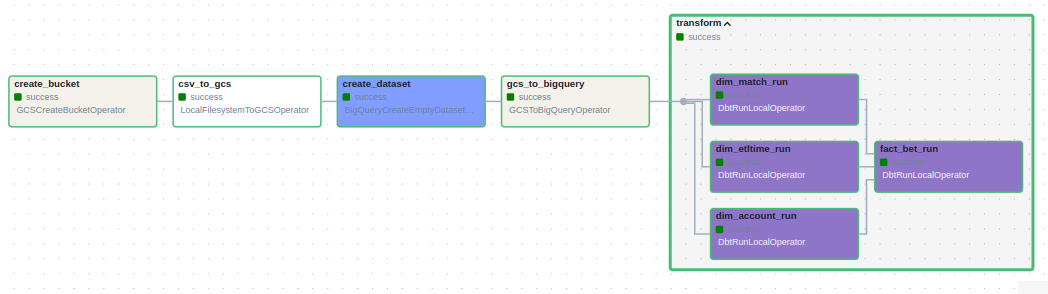 transform
success
create_bucket
success
GCSCreateBucketOperator
csv_to_gcs
success
LocalFilesystemToGCSOperator
create_dataset
success
BigQueryCreateEmptyDataset...
gcs_to_bigquery
success
GCSToBigQueryOperator
dim_match_run
success
DbtRunLocalOperator
dim_etltime_run
success
DbtRunLocalOperator
dim_account_run
success
DbtRunLocalOperator
fact_bet_run
success
DbtRunLocalOperator